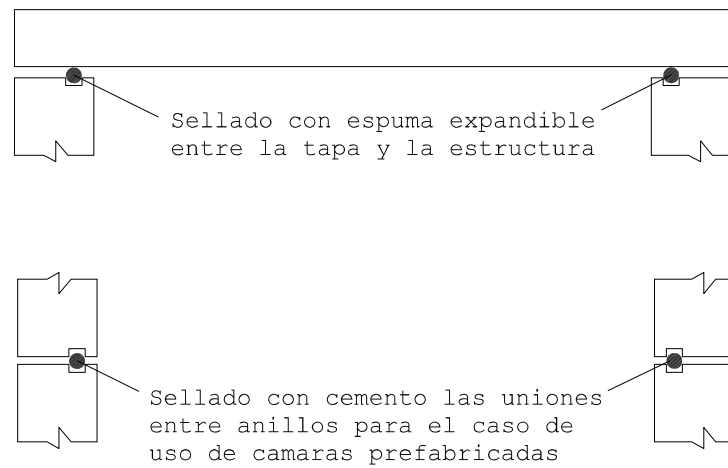 Sellado con espuma expandible
entre la tapa y la estructura
Sellado con cemento las uniones
entre anillos para el caso de
uso de camaras prefabricadas